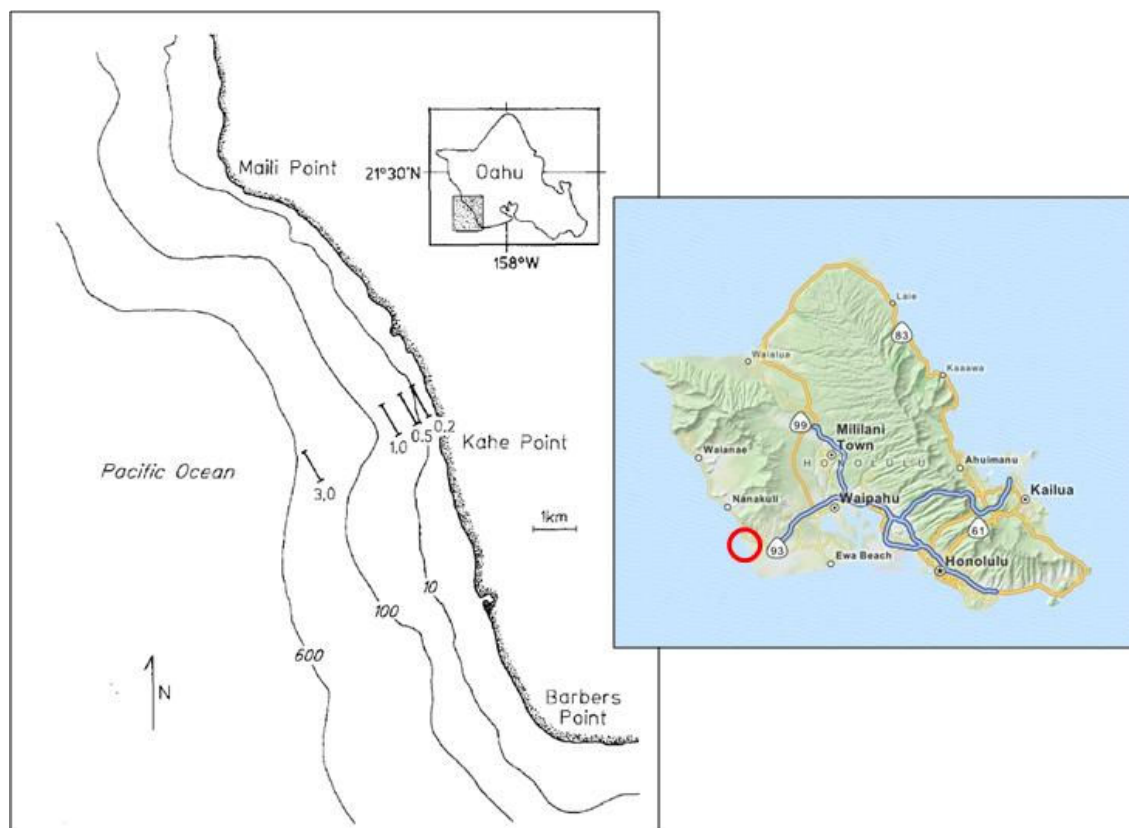 Maili Point
21°30'N
Oahu
158°W
Kahe Point
0.2
0.5
1,0
3,0
Pacific Ocean
1km
10
100
600
N
Barbers
Point
Laie
83
Waialua
Kaaawa
99
Mililani
Town
HONOLULU
Waianae
Ahuimanu
Kailua
Nanakuli
Waipahu
61
93
Ewa Beach
Honolulu